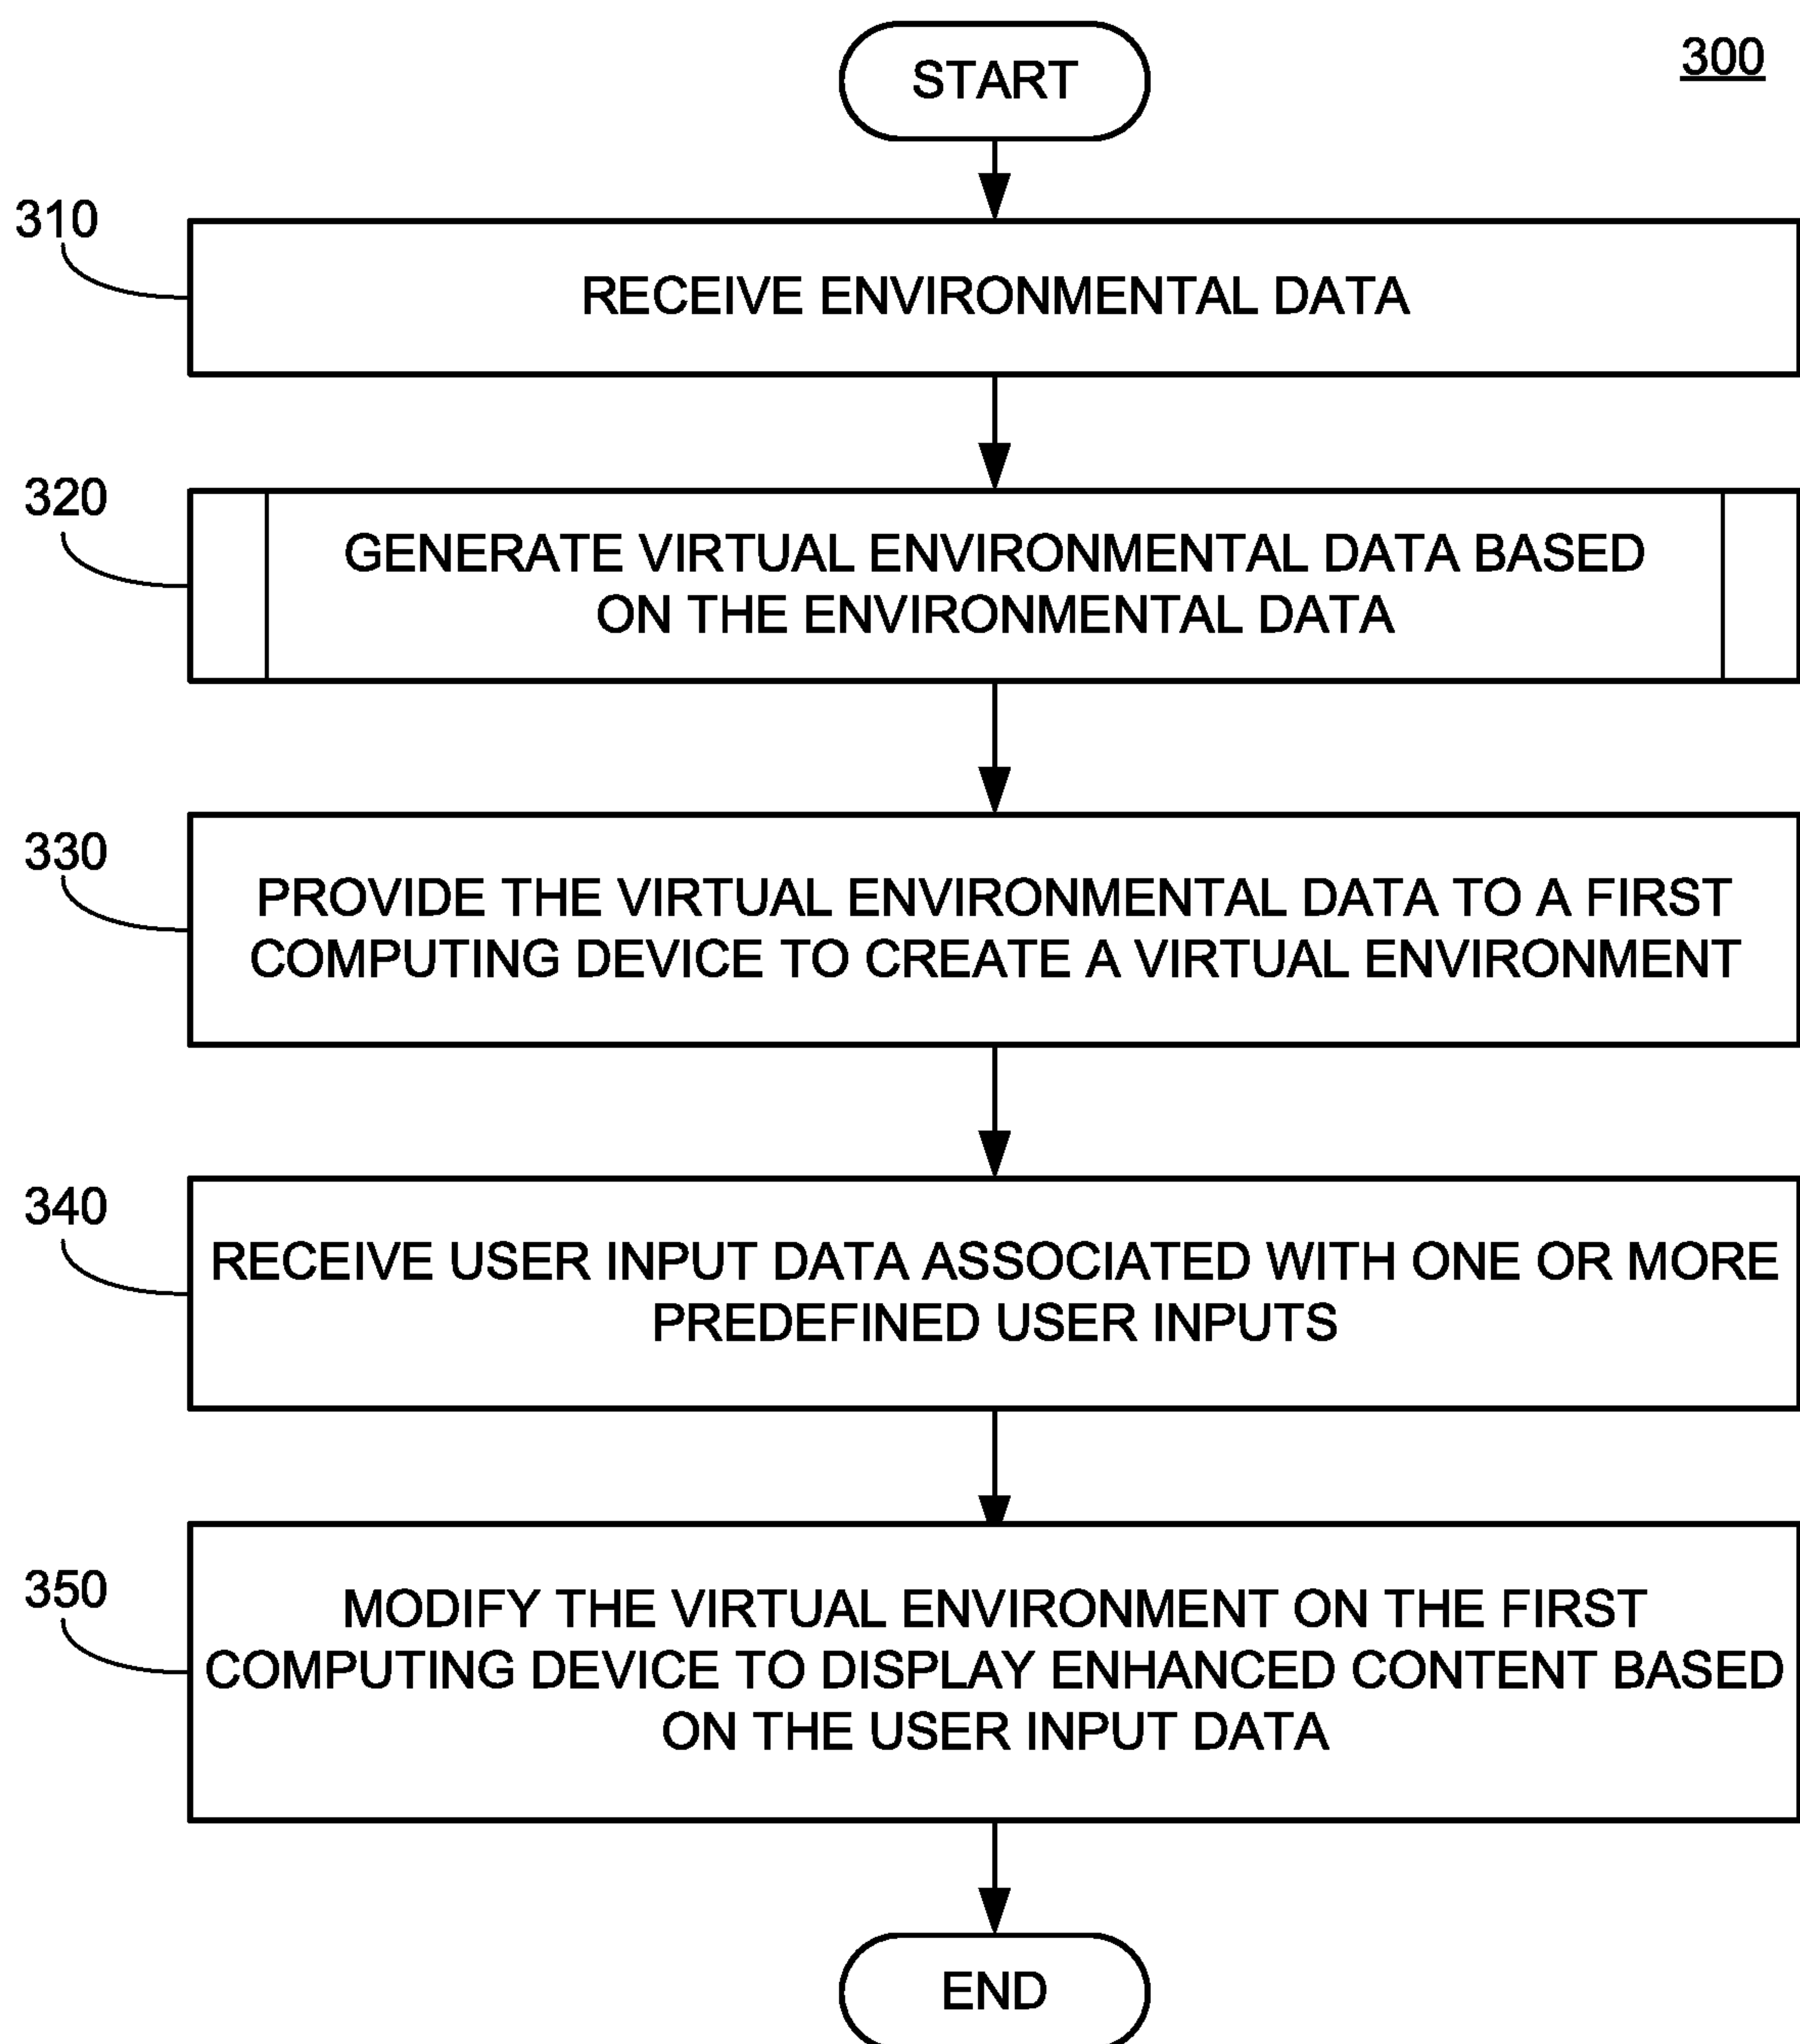 START
300
310
RECEIVE ENVIRONMENTAL DATA
320
GENERATE VIRTUAL ENVIRONMENTAL DATA BASED
ON THE ENVIRONMENTAL DATA
330
PROVIDE THE VIRTUAL ENVIRONMENTAL DATA TO A FIRST
COMPUTING DEVICE TO CREATE A VIRTUAL ENVIRONMENT
340
RECEIVE USER INPUT DATA ASSOCIATED WITH ONE OR MORE
PREDEFINED USER INPUTS
350
MODIFY THE VIRTUAL ENVIRONMENT ON THE FIRST
COMPUTING DEVICE TO DISPLAY ENHANCED CONTENT BASED
ON THE USER INPUT DATA
END